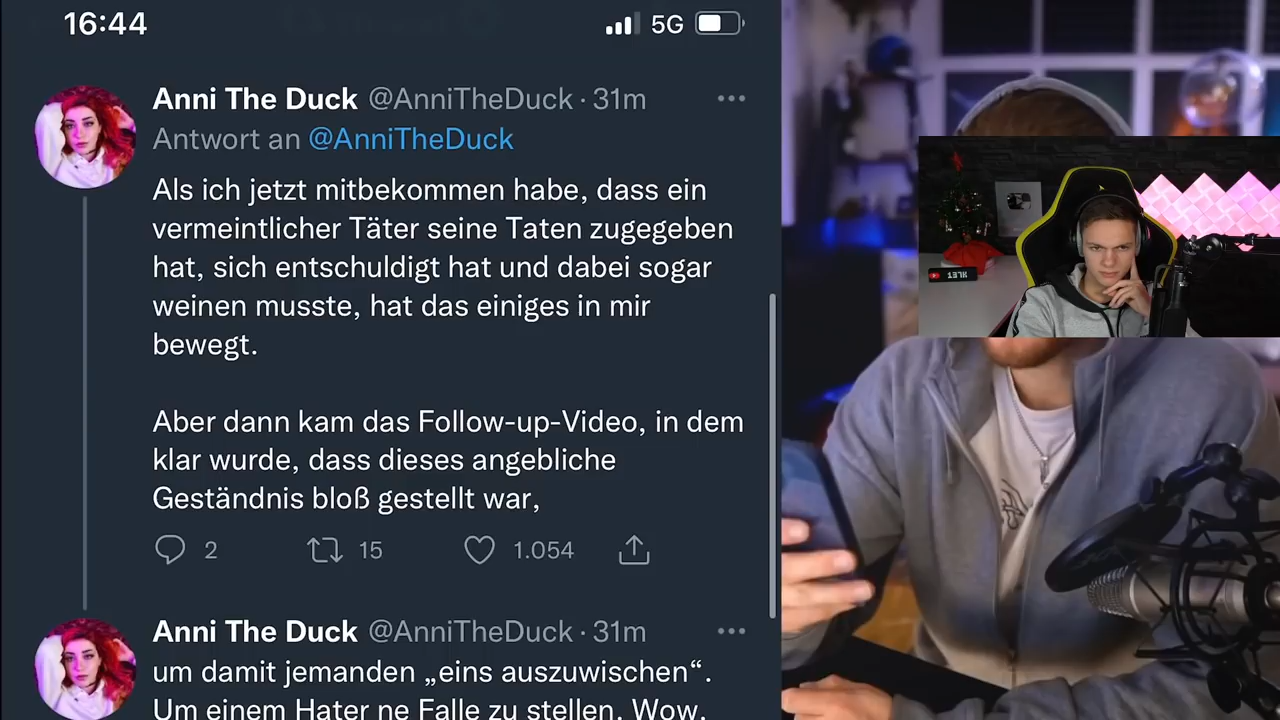 16:44
5G
Anni The Duck @AnniTheDuck · 31m
Antwort an @AnniTheDuck
Als ich jetzt mitbekommen habe, dass ein
vermeintlicher Täter seine Taten zugegeben
hat, sich entschuldigt hat und dabei sogar
weinen musste, hat das einiges in mir
bewegt.
Aber dann kam das Follow-up-Video, in dem
klar wurde, dass dieses angebliche
Geständnis bloß gestellt war,
2 15 1.054
Anni The Duck @AnniTheDuck · 31m
um damit jemanden „eins auszuwischen“.
Um einem Hater ne Falle zu stellen. Wow.